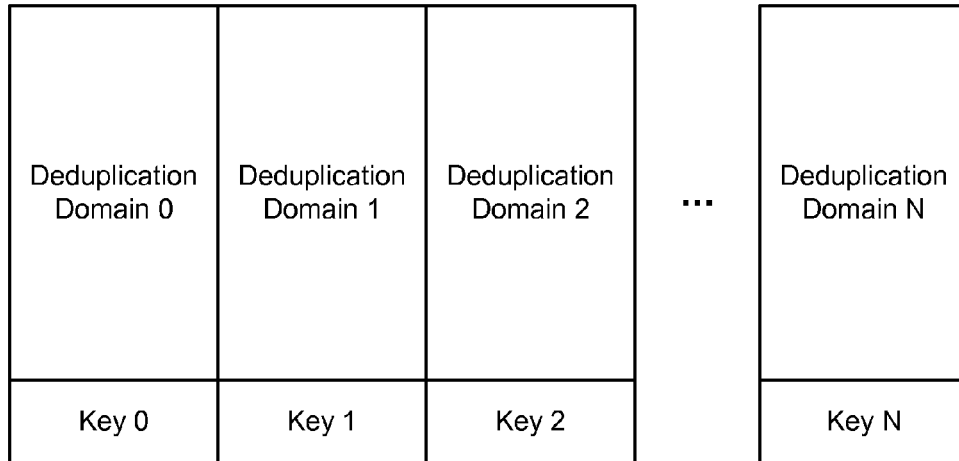 Deduplication
Domain 0
Deduplication
Domain 1
Deduplication
Domain 2
...
Deduplication
Domain N
Key 0
Key 1
Key 2
Key N